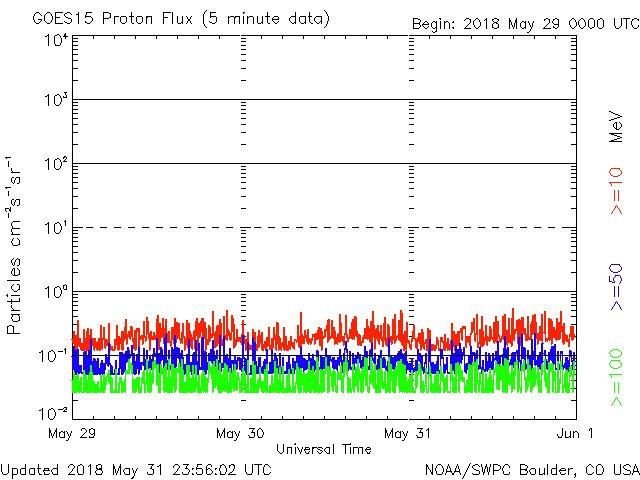 GOES15 Proton Flux (5 minute data)
Begin: 2018 May 29 0000 UTC
10⁴
10³
10²
10¹
10⁰
10⁻¹
10⁻²
Particles cm⁻²s⁻¹sr⁻¹
MeV
>=10
>=50
>=100
May 29
May 30
May 31
Jun 1
Universal Time
Updated 2018 May 31 23:56:02 UTC
NOAA/SWPC Boulder, CO USA